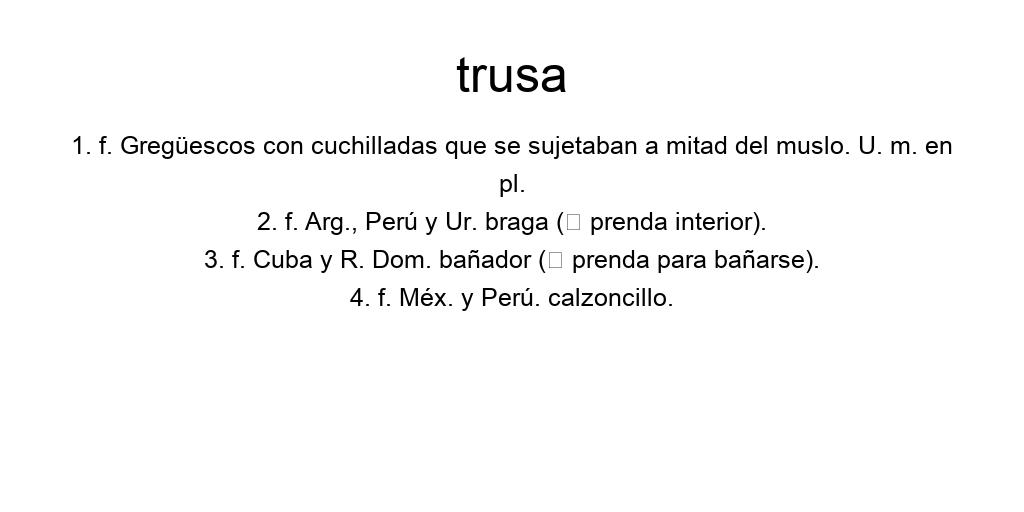 trusa
1. f. Gregüescos con cuchilladas que se sujetaban a mitad del muslo. U. m. en
pl.
2. f. Arg., Perú y Ur. braga (▯ prenda interior).
3. f. Cuba y R. Dom. bañador (▯ prenda para bañarse).
4. f. Méx. y Perú. calzoncillo.